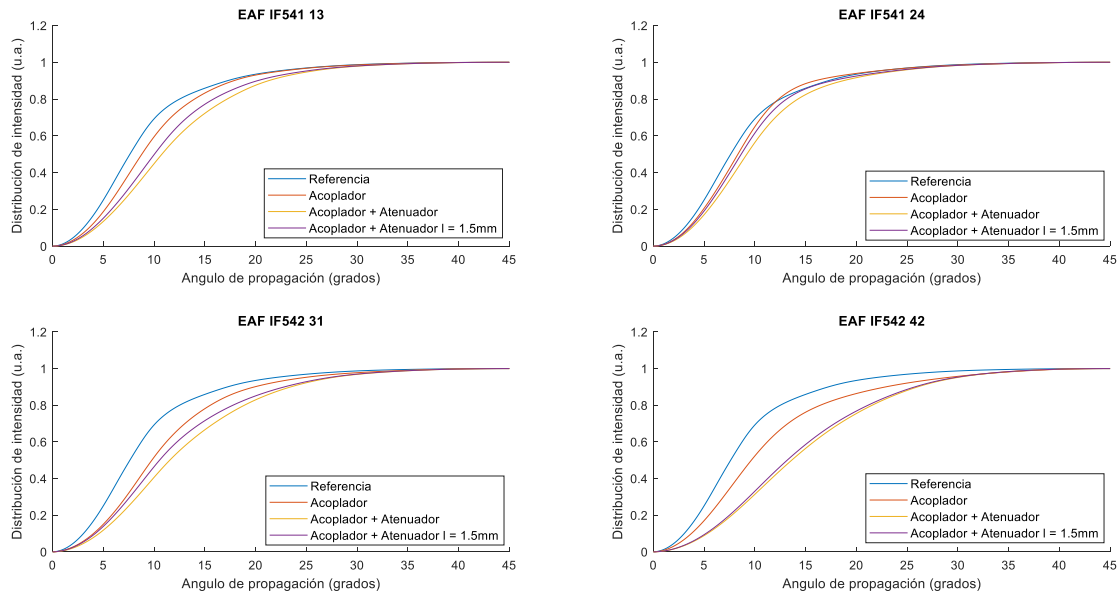 EAF IF541 13
Distribución de intensidad (u.a.)
1.2
1
0.8
0.6
0.4
0.2
0
0 5 10 15 20 25 30 35 40 45
Angulo de propagación (grados)
Referencia
Acoplador
Acoplador + Atenuador
Acoplador + Atenuador l = 1.5mm
EAF IF541 24
Distribución de intensidad (u.a.)
1.2
1
0.8
0.6
0.4
0.2
0
0 5 10 15 20 25 30 35 40 45
Angulo de propagación (grados)
Referencia
Acoplador
Acoplador + Atenuador
Acoplador + Atenuador l = 1.5mm
EAF IF542 31
Distribución de intensidad (u.a.)
1.2
1
0.8
0.6
0.4
0.2
0
0 5 10 15 20 25 30 35 40 45
Angulo de propagación (grados)
Referencia
Acoplador
Acoplador + Atenuador
Acoplador + Atenuador l = 1.5mm
EAF IF542 42
Distribución de intensidad (u.a.)
1.2
1
0.8
0.6
0.4
0.2
0
0 5 10 15 20 25 30 35 40 45
Angulo de propagación (grados)
Referencia
Acoplador
Acoplador + Atenuador
Acoplador + Atenuador l = 1.5mm